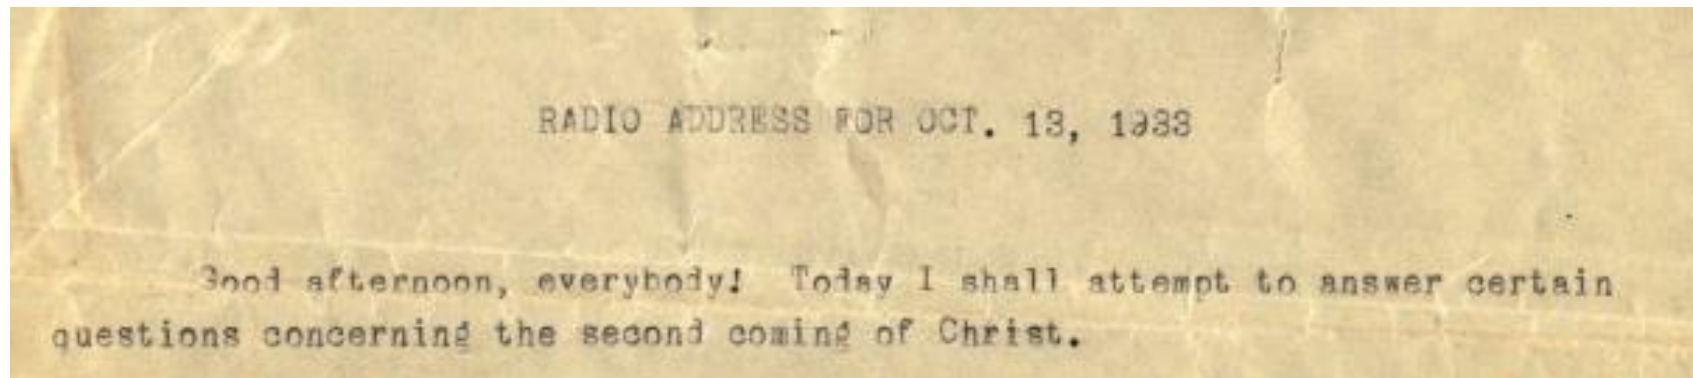 RADIO ADDRESS FOR OCT. 13, 1933
Good afternoon, everybody! Today I shall attempt to answer certain
questions concerning the second coming of Christ.